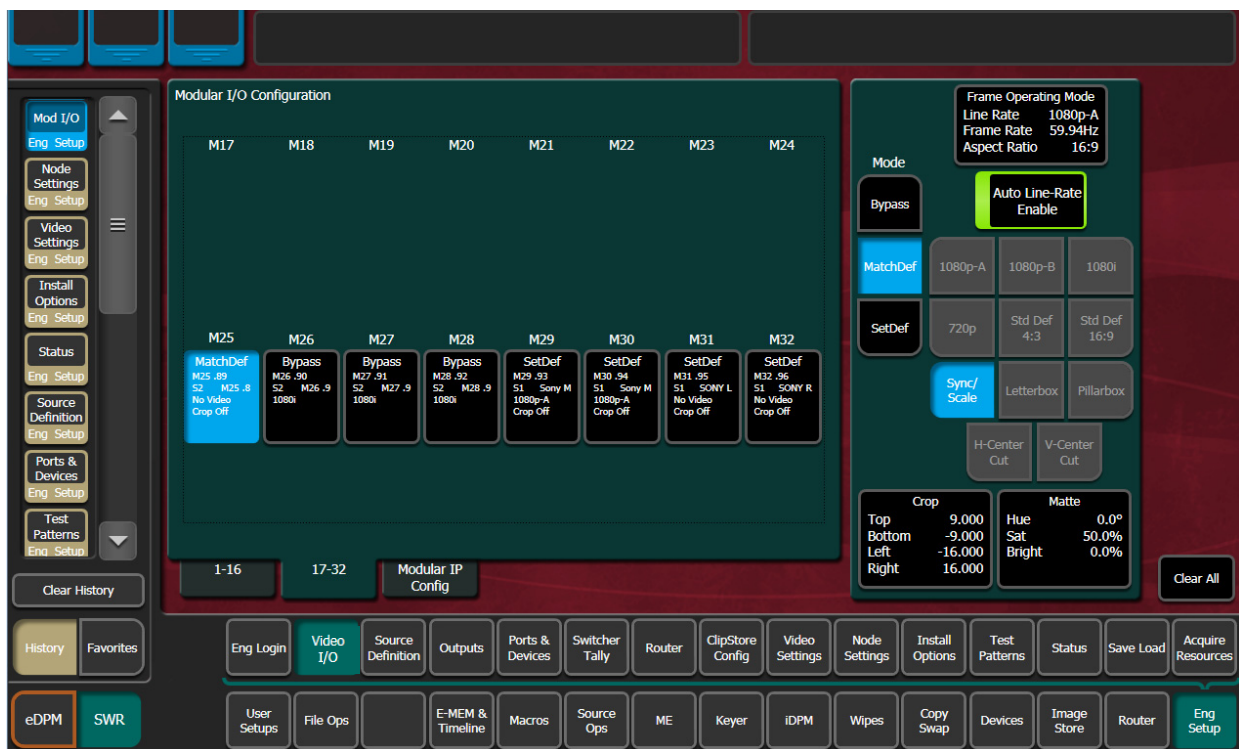 Modular I/O Configuration
Mod I/O
Eng Setup
Node
Settings
Eng Setup
Video
Settings
Eng Setup
Install
Options
Eng Setup
Status
Eng Setup
Source
Definition
Eng Setup
Ports &
Devices
Eng Setup
Test
Patterns
Eng Setup
Clear History
History
Favorites
eDPM
SWR
M17 M18 M19 M20 M21 M22 M23 M24
M25 M26 M27 M28 M29 M30 M31 M32
MatchDef
M25 .89
S2 M25 .8
No Video
Crop Off
Bypass
M26 .90
S2 M26 .9
1080i
Bypass
M27 .91
S2 M27 .9
1080i
Bypass
M28 .92
S2 M28 .9
1080i
SetDef
M29 .93
S1 Sony M
1080p-A
Crop Off
SetDef
M30 .94
S1 Sony M
1080p-A
Crop Off
SetDef
M31 .95
S1 SONY L
No Video
Crop Off
SetDef
M32 .96
S1 SONY R
No Video
Crop Off
1-16
17-32
Modular IP
Config
Frame Operating Mode
Line Rate 1080p-A
Frame Rate 59.94Hz
Aspect Ratio 16:9
Mode
Bypass
MatchDef
SetDef
Auto Line-Rate
Enable
1080p-A
1080p-B
1080i
720p
Std Def
4:3
Std Def
16:9
Sync/
Scale
Letterbox
Pillarbox
H-Center
Cut
V-Center
Cut
Crop
Top 9.000
Bottom -9.000
Left -16.000
Right 16.000
Matte
Hue 0.0º
Sat 50.0%
Bright 0.0%
Clear All
Eng Login
Video
I/O
Source
Definition
Outputs
Ports &
Devices
Switcher
Tally
Router
ClipStore
Config
Video
Settings
Node
Settings
Install
Options
Test
Patterns
Status
Save Load
Acquire
Resources
User
Setups
File Ops
E-MEM &
Timeline
Macros
Source
Ops
ME
Keyer
iDPM
Wipes
Copy
Swap
Devices
Image
Store
Router
Eng
Setup